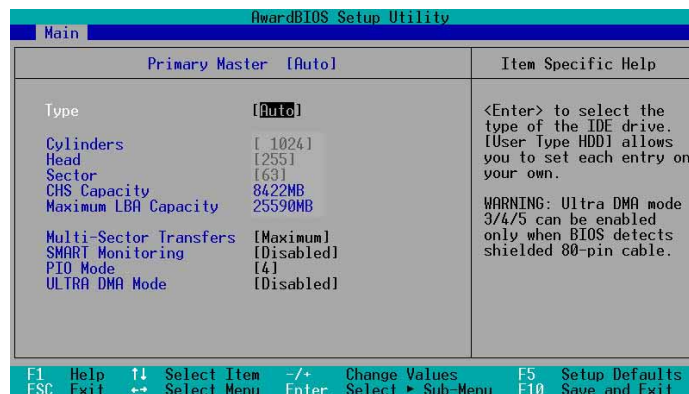 AwardBIOS Setup Utility
Main
Primary Master [Auto]
Item Specific Help
Type [Auto]
Cylinders [ 1024]
Head [255]
Sector [63]
CHS Capacity 8422MB
Maximum LBA Capacity 25590MB
Multi-Sector Transfers [Maximum]
SMART Monitoring [Disabled]
PIO Mode [4]
ULTRA DMA Mode [Disabled]
<Enter> to select the
type of the IDE drive.
[User Type HDD] allows
you to set each entry on
your own.
WARNING: Ultra DMA mode
3/4/5 can be enabled
only when BIOS detects
shielded 80-pin cable.
F1 Help ↑↓ Select Item -/+ Change Values F5 Setup Defaults
ESC Exit ←→ Select Menu Enter Select ► Sub-Menu F10 Save and Exit